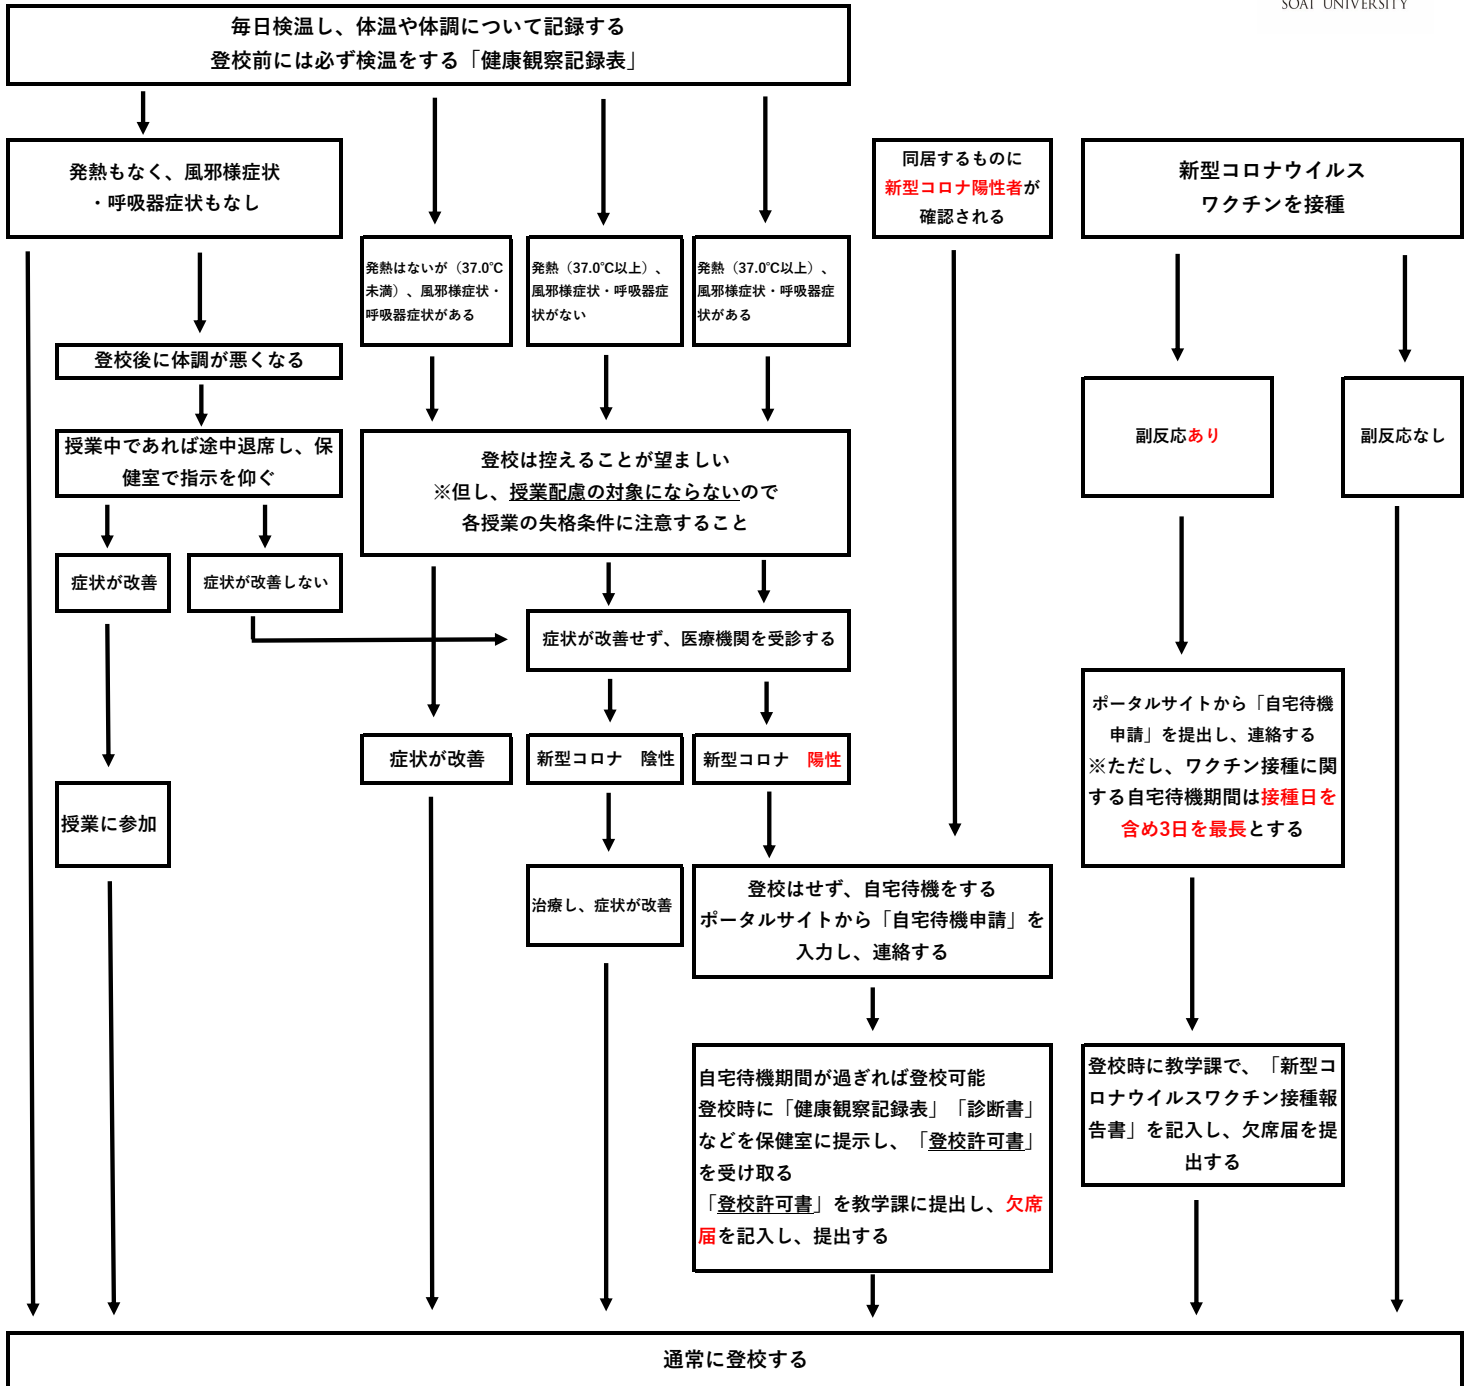 SOAI UNIVERSITY
毎日検温し、体温や体調について記録する
登校前には必ず検温をする「健康観察記録表」
発熱もなく、風邪様症状
・呼吸器症状もなし
同居するものに
新型コロナ陽性者が
確認される
新型コロナウイルス
ワクチンを接種
発熱はないが（37.0℃
未満）、風邪様症状・
呼吸器症状がある
発熱（37.0℃以上）、
風邪様症状・呼吸器症
状がない
発熱（37.0℃以上）、
風邪様症状・呼吸器症
状がある
登校後に体調が悪くなる
授業中であれば途中退席し、保
健室で指示を仰ぐ
登校は控えることが望ましい
※但し、授業配慮の対象にならないので
各授業の失格条件に注意すること
副反応あり
副反応なし
症状が改善
症状が改善しない
症状が改善せず、医療機関を受診する
症状が改善
新型コロナ　陰性
新型コロナ　陽性
ポータルサイトから「自宅待機
申請」を提出し、連絡する
※ただし、ワクチン接種に関
する自宅待機期間は接種日を
含め3日を最長とする
授業に参加
治療し、症状が改善
登校はせず、自宅待機をする
ポータルサイトから「自宅待機申請」を
入力し、連絡する
自宅待機期間が過ぎれば登校可能
登校時に「健康観察記録表」「診断書」
などを保健室に提示し、「登校許可書」
を受け取る
「登校許可書」を教学課に提出し、欠席
届を記入し、提出する
登校時に教学課で、「新型コ
ロナウイルスワクチン接種報
告書」を記入し、欠席届を提
出する
通常に登校する